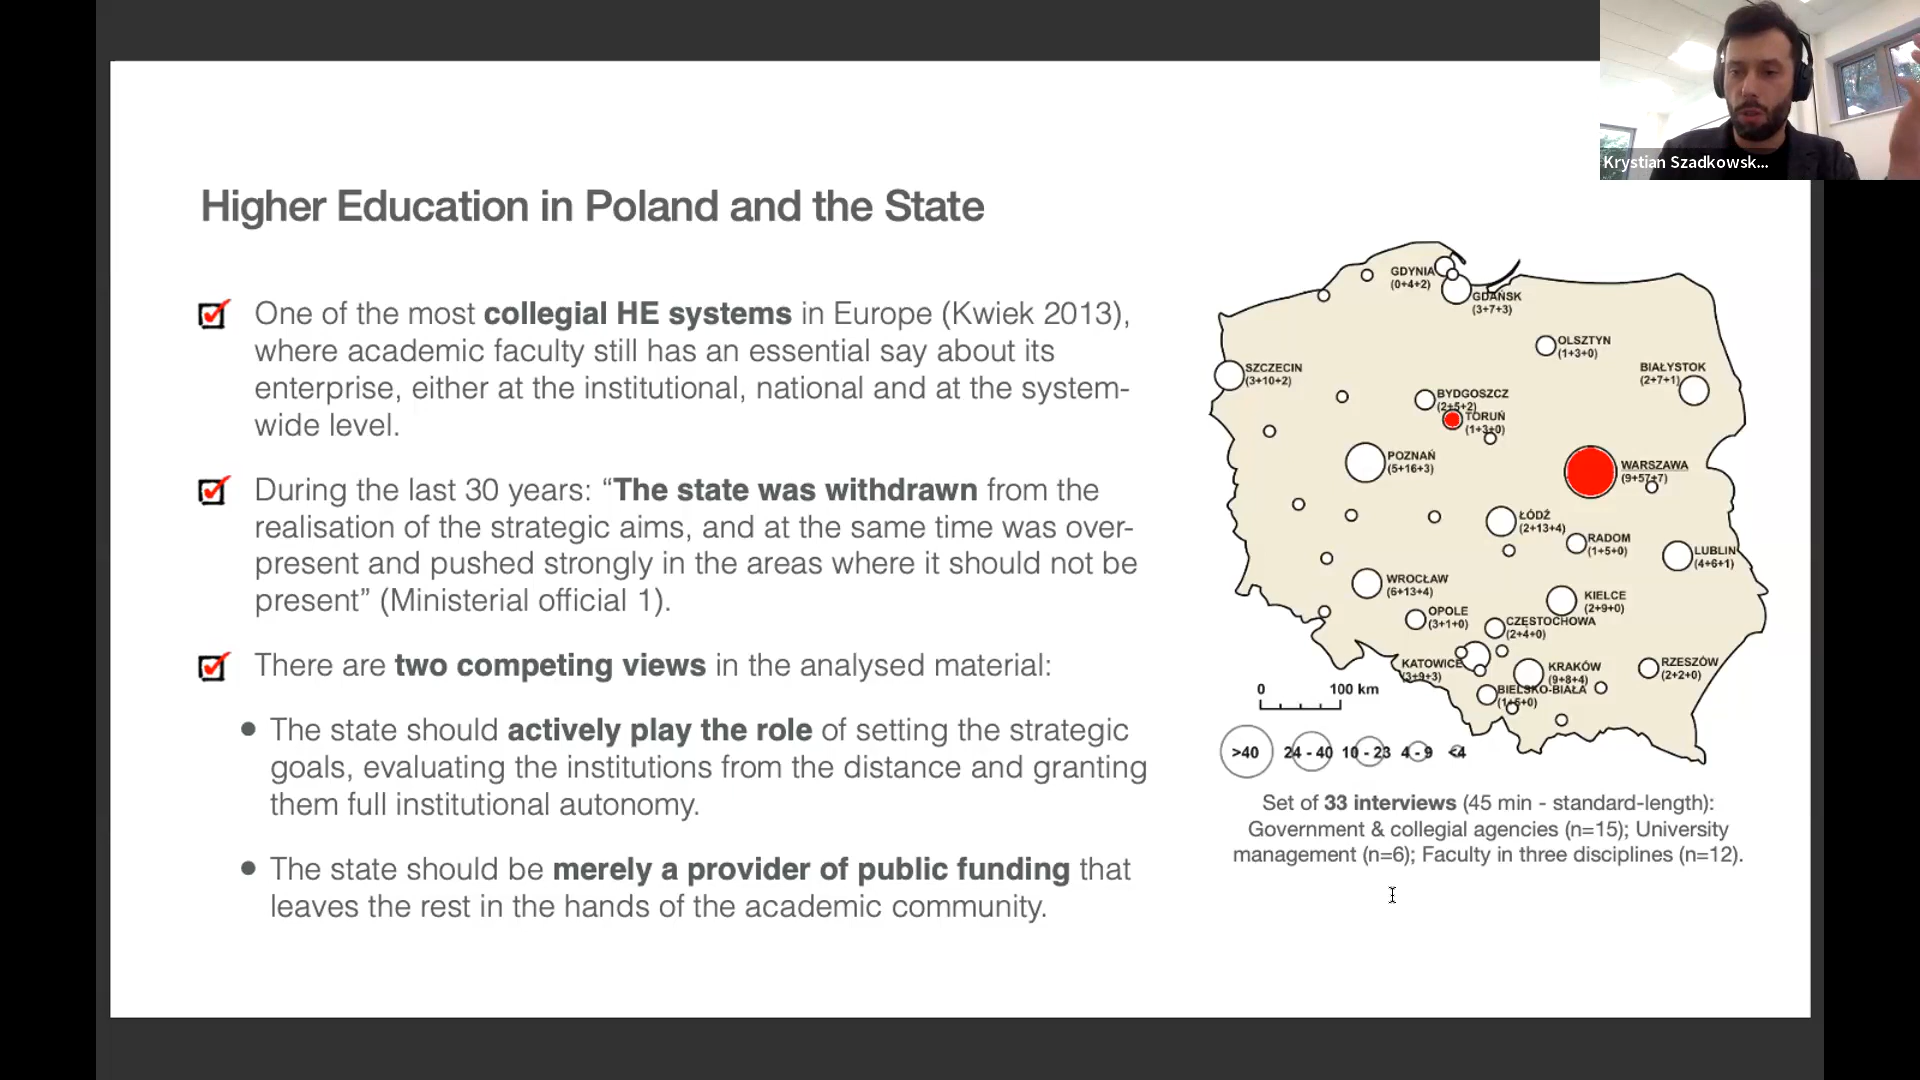 Krystian Szadkowsk...
Higher Education in Poland and the State
One of the most collegial HE systems in Europe (Kwiek 2013),
where academic faculty still has an essential say about its
enterprise, either at the institutional, national and at the system-
wide level.
During the last 30 years: “The state was withdrawn from the
realisation of the strategic aims, and at the same time was over-
present and pushed strongly in the areas where it should not be
present” (Ministerial official 1).
There are two competing views in the analysed material:
• The state should actively play the role of setting the strategic
goals, evaluating the institutions from the distance and granting
them full institutional autonomy.
• The state should be merely a provider of public funding that
leaves the rest in the hands of the academic community.
GDYNIA
(0+4+2)
GDAŃSK
(3+7+3)
OLSZTYN
(1+3+0)
BIAŁYSTOK
(2+7+1)
SZCZECIN
(3+10+2)
BYDGOSZCZ
(2+5+2)
TORUŃ
(1+3+0)
POZNAŃ
(5+16+3)
WARSZAWA
(9+57+7)
ŁÓDŹ
(2+13+4)
RADOM
(1+5+0)
LUBLIN
(4+6+1)
WROCŁAW
(6+13+4)
KIELCE
(2+9+0)
OPOLE
(3+1+0)
CZĘSTOCHOWA
(2+4+0)
KATOWICE
(3+9+3)
KRAKÓW
(9+8+4)
RZESZÓW
(2+2+0)
BIELSKO-BIAŁA
(1+5+0)
0 100 km
>40 24 - 40 10 - 23 4 - 9 <4
Set of 33 interviews (45 min - standard-length):
Government & collegial agencies (n=15); University
management (n=6); Faculty in three disciplines (n=12).